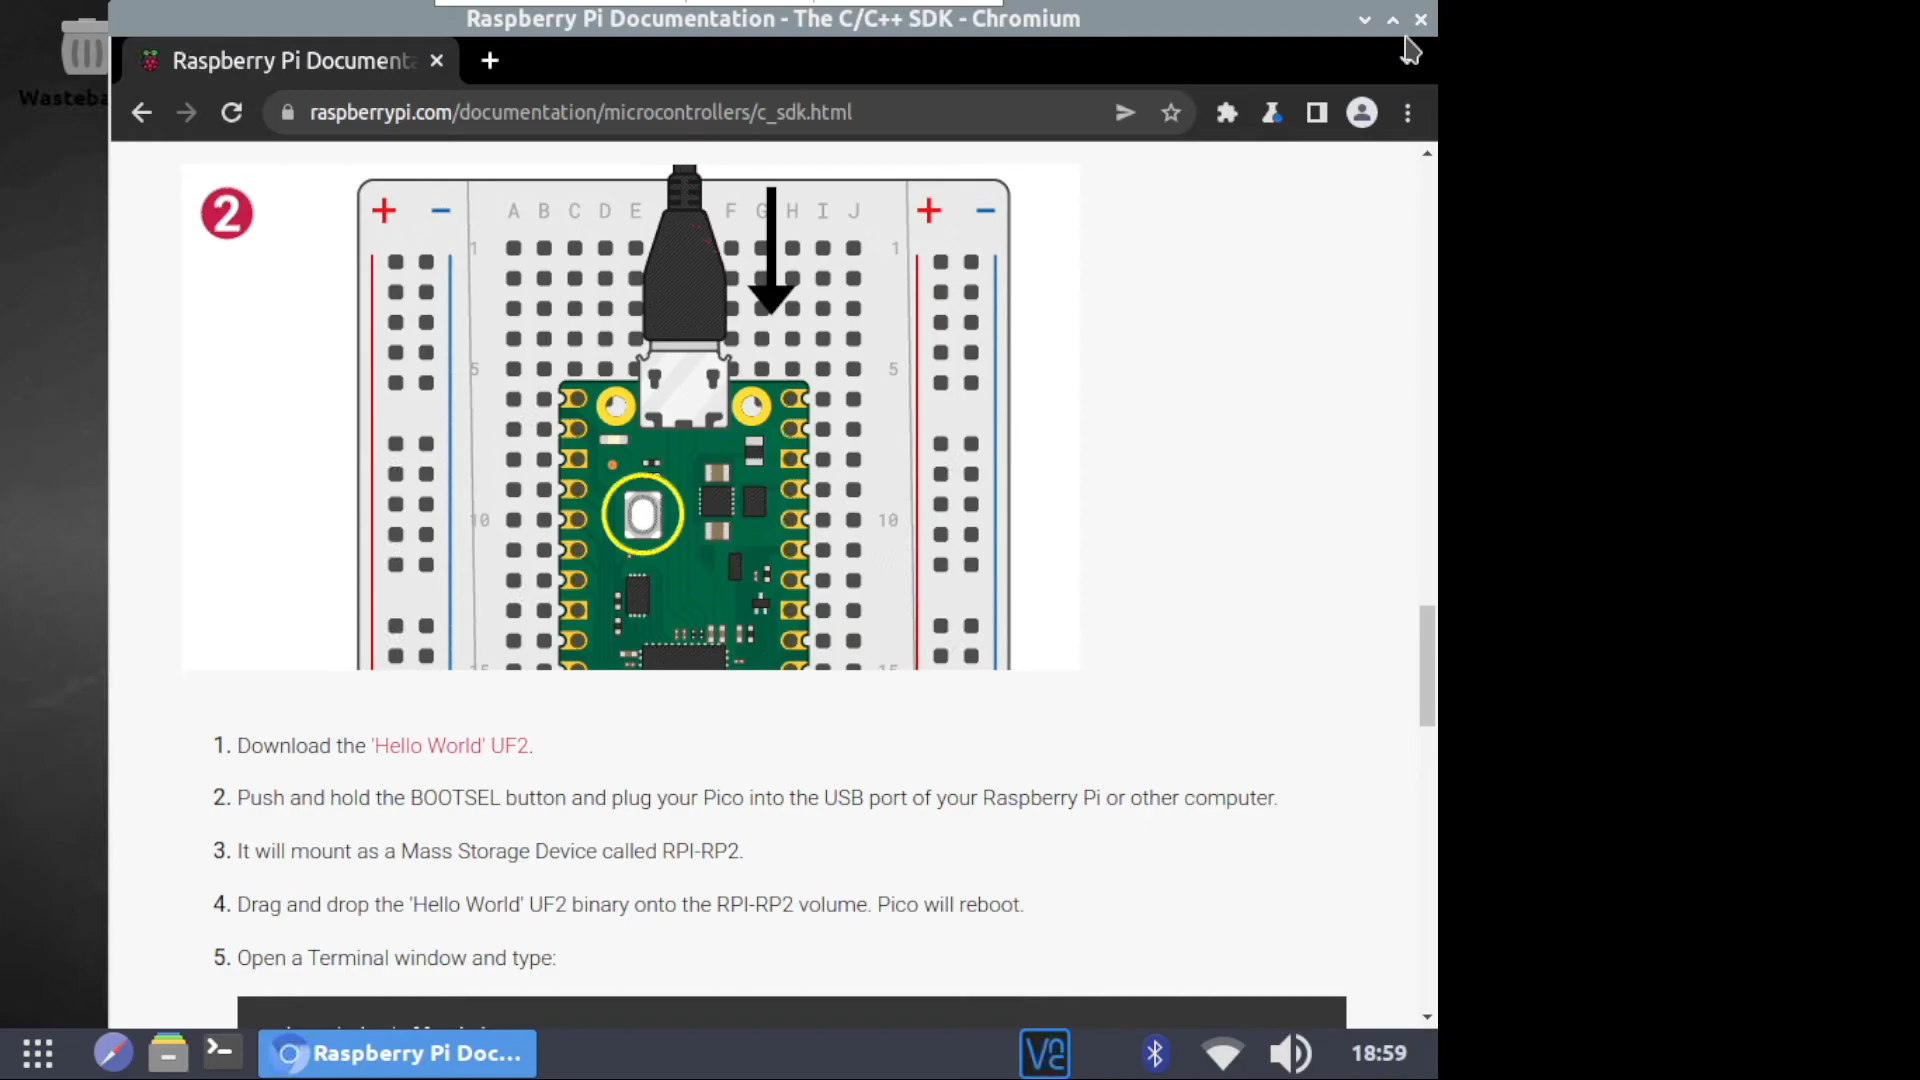 Raspberry Pi Documentation - The C/C++ SDK - Chromium
Raspberry Pi Documenta
raspberrypi.com/documentation/microcontrollers/c_sdk.html
2
+ − A B C D E F G H I J + −
1 1
5 5
10 10
15 15
1. Download the 'Hello World' UF2.
2. Push and hold the BOOTSEL button and plug your Pico into the USB port of your Raspberry Pi or other computer.
3. It will mount as a Mass Storage Device called RPI-RP2.
4. Drag and drop the 'Hello World' UF2 binary onto the RPI-RP2 volume. Pico will reboot.
5. Open a Terminal window and type:
Raspberry Pi Doc... 18:59